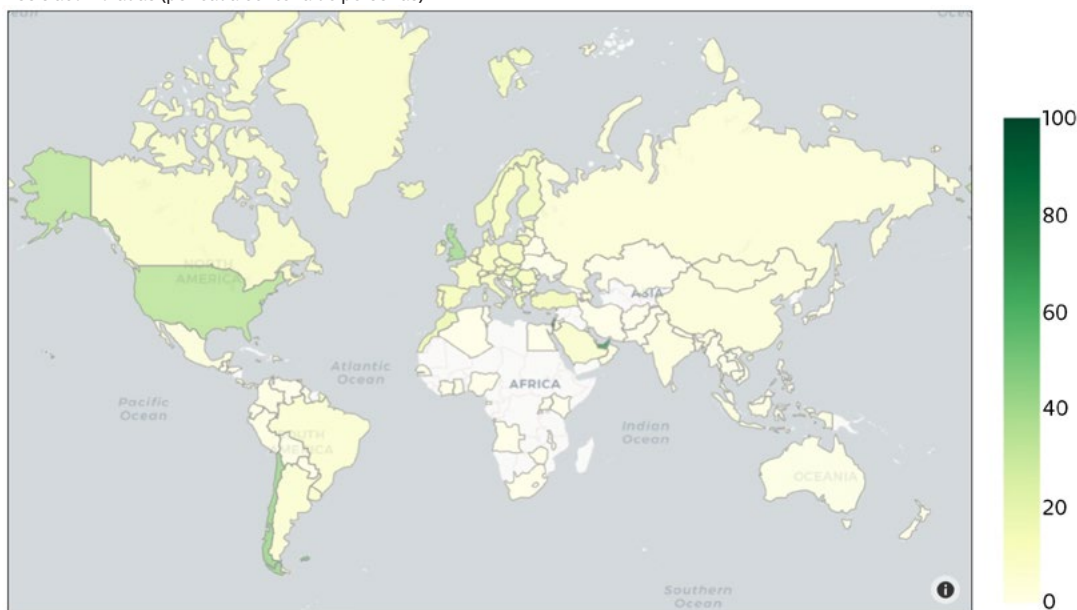 NORTH
AMERICA
Atlantic
Ocean
Pacific
Ocean
AFRICA
ASIA
Indian
Ocean
SOUTH
AMERICA
OCEANIA
Southern
Ocean
i
100
80
60
40
20
0